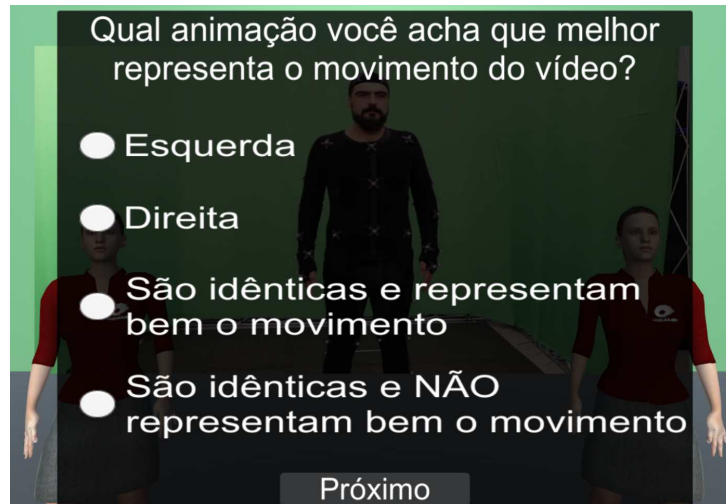 Qual animação você acha que melhor
representa o movimento do vídeo?
Esquerda
Direita
São idênticas e representam
bem o movimento
São idênticas e NÃO
representam bem o movimento
Próximo